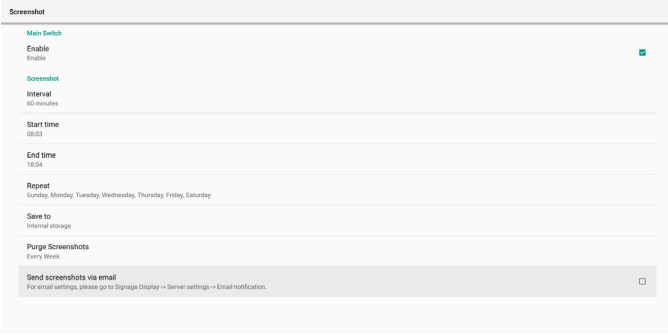 Screenshot
Main Switch
Enable
Enable
Screenshot
Interval
60 minutes
Start time
08:03
End time
18:04
Repeat
Sunday, Monday, Tuesday, Wednesday, Thursday, Friday, Saturday
Save to
Internal storage
Purge Screenshots
Every Week
Send screenshots via email
For email settings, please go to Signage Display -> Server settings -> Email notification.